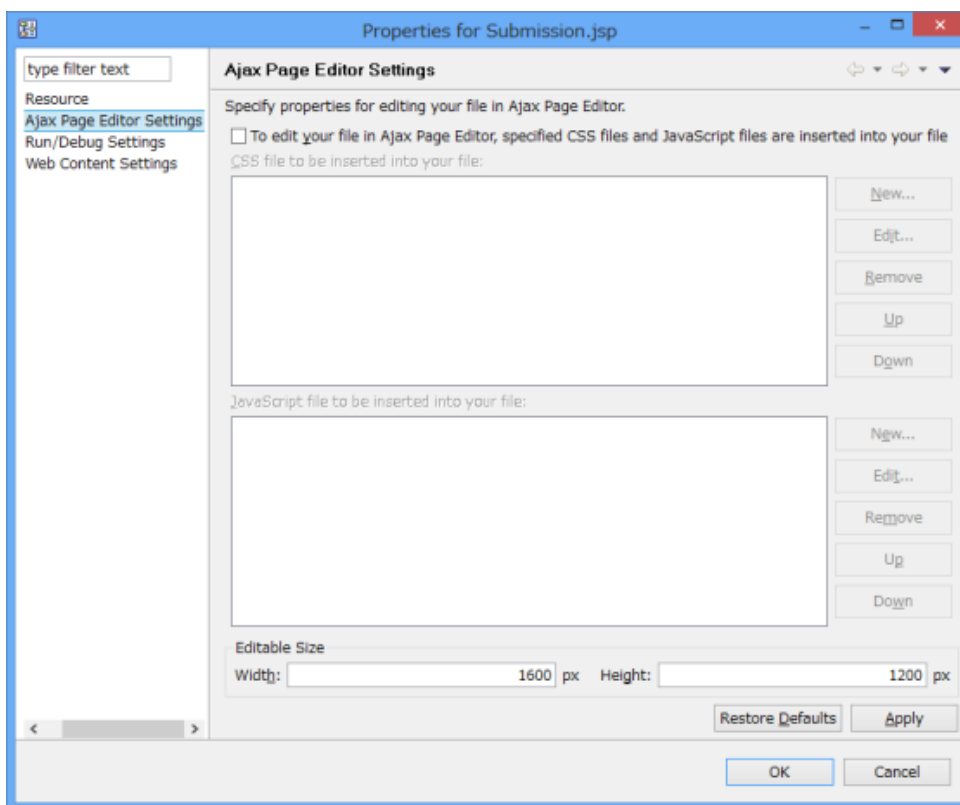 Properties for Submission.jsp
type filter text
Resource
Ajax Page Editor Settings
Run/Debug Settings
Web Content Settings
Ajax Page Editor Settings
Specify properties for editing your file in Ajax Page Editor.
To edit your file in Ajax Page Editor, specified CSS files and JavaScript files are inserted into your file
CSS file to be inserted into your file:
New...
Edit...
Remove
Up
Down
JavaScript file to be inserted into your file:
New...
Edit...
Remove
Up
Down
Editable Size
Width: 1600 px Height: 1200 px
Restore Defaults Apply
OK Cancel